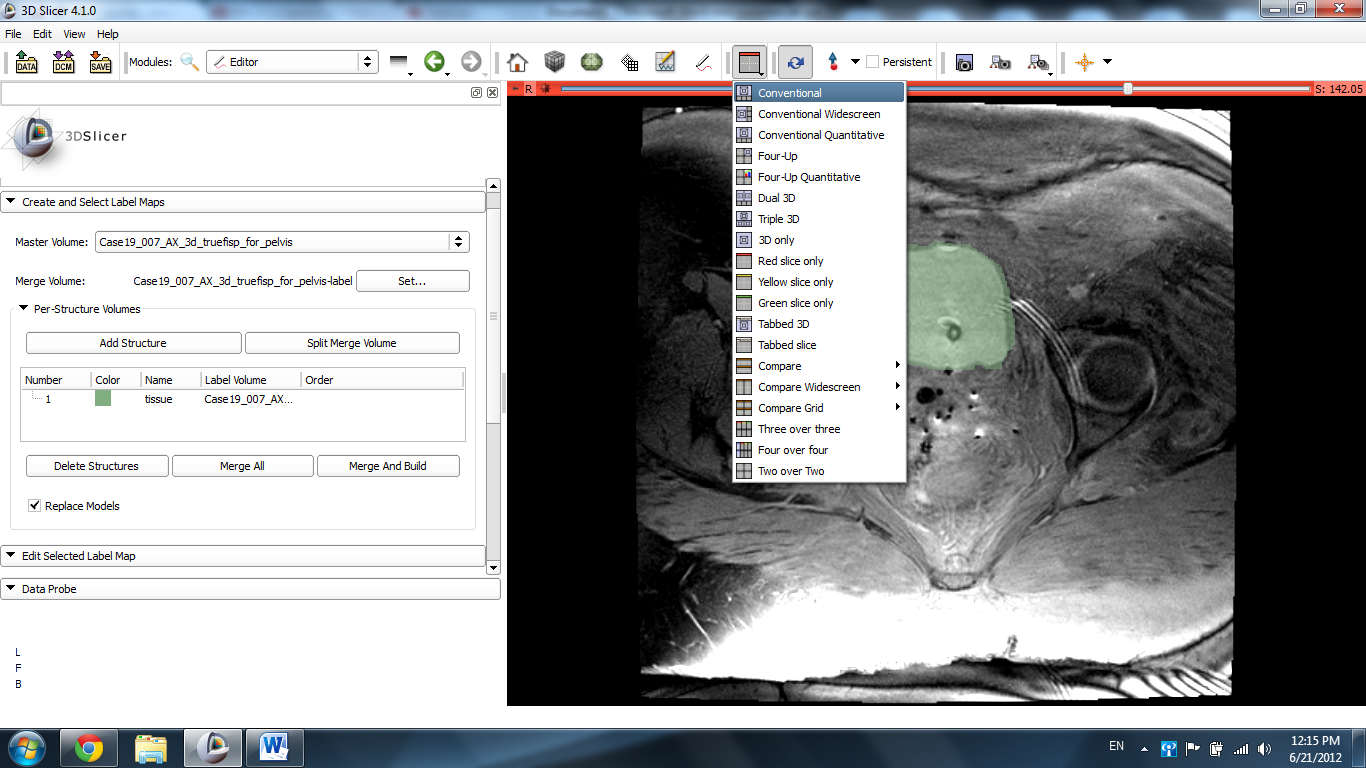 3D Slicer 4.1.0
File Edit View Help
DATA DCM SAVE Modules: Editor Persistent
R S: 142.05
3DSlicer
Create and Select Label Maps
Master Volume: Case19_007_AX_3d_truefisp_for_pelvis
Merge Volume: Case19_007_AX_3d_truefisp_for_pelvis-label Set...
Per-Structure Volumes
Add Structure Split Merge Volume
Number Color Name Label Volume Order
1 tissue Case19_007_AX...
Delete Structures Merge All Merge And Build
Replace Models
Edit Selected Label Map
Data Probe
L
F
B
Conventional
Conventional Widescreen
Conventional Quantitative
Four-Up
Four-Up Quantitative
Dual 3D
Triple 3D
3D only
Red slice only
Yellow slice only
Green slice only
Tabbed 3D
Tabbed slice
Compare
Compare Widescreen
Compare Grid
Three over three
Four over four
Two over Two
EN
12:15 PM
6/21/2012